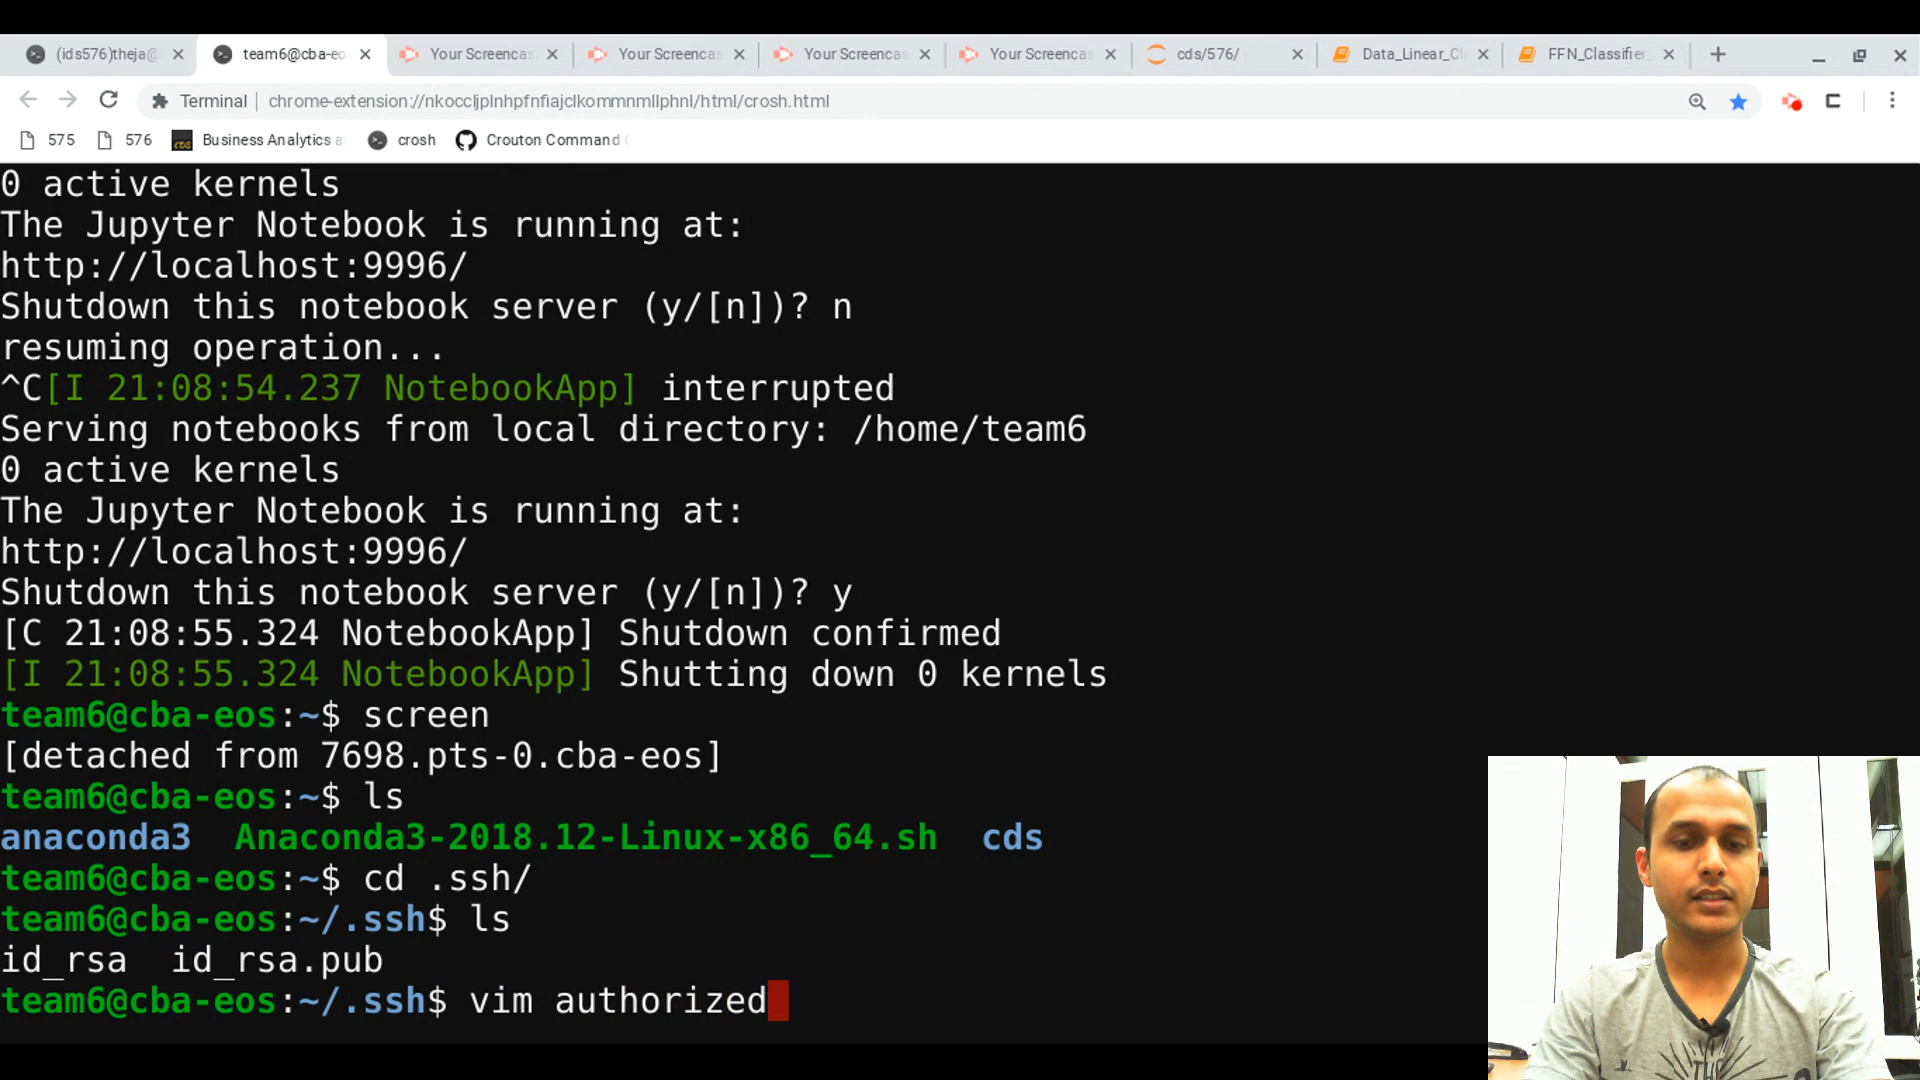 (ids576)theja@
team6@cba-eo
Your Screencas
Your Screencas
Your Screencas
Your Screencas
cds/576/
Data_Linear_Cl
FFN_Classifier_
Terminal
chrome-extension://nkoccljplnhpfnfiajclkommnmllphnl/html/crosh.html
575
576
Business Analytics a
crosh
Crouton Command
0 active kernels
The Jupyter Notebook is running at:
http://localhost:9996/
Shutdown this notebook server (y/[n])? n
resuming operation...
^C[I 21:08:54.237 NotebookApp] interrupted
Serving notebooks from local directory: /home/team6
0 active kernels
The Jupyter Notebook is running at:
http://localhost:9996/
Shutdown this notebook server (y/[n])? y
[C 21:08:55.324 NotebookApp] Shutdown confirmed
[I 21:08:55.324 NotebookApp] Shutting down 0 kernels
team6@cba-eos:~$ screen
[detached from 7698.pts-0.cba-eos]
team6@cba-eos:~$ ls
anaconda3 Anaconda3-2018.12-Linux-x86_64.sh cds
team6@cba-eos:~$ cd .ssh/
team6@cba-eos:~/.ssh$ ls
id_rsa id_rsa.pub
team6@cba-eos:~/.ssh$ vim authorized